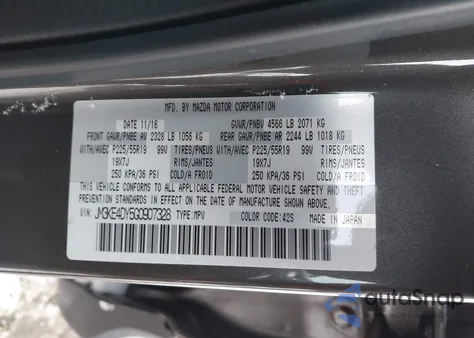 MFD. BY MAZDA MOTOR CORPORATION
DATE 11/16 GVWR/PNBV 4566 LB 2071 KG
FRONT GAWR/PNBE AV 2228 LB 1056 KG REAR GAWR/PNBE AR 2244 LB 1018 KG
WITH/AVEC P225/55R19 99V TIRES/PNEU WITH/AVEC P225/55R19 99V TIRES/PNEU
19X7J RIMS/JANTES 19X7J RIMS/JANTES
250 KPA/36 PSI COLD/A FROID 250 KPA/36 PSI COLD/A FROID
THIS VEHICLE CONFORMS TO ALL APPLICABLE FEDERAL MOTOR VEHICLE
SAFETY, BUMPER, AND THEFT PREVENTION STANDARDS IN EFFECT ON THE
DATE OF MANUFACTURE SHOWN ABOVE.
VIN: JM3KE4DY5G0907328 TYPE: MPV COLOR CODE: 42S MADE IN JAPAN
autoSnap